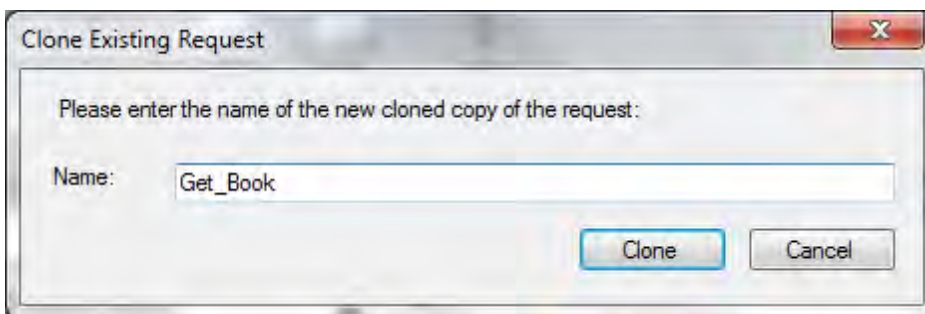 Clone Existing Request
Please enter the name of the new cloned copy of the request:
Name: Get_Book
Clone Cancel